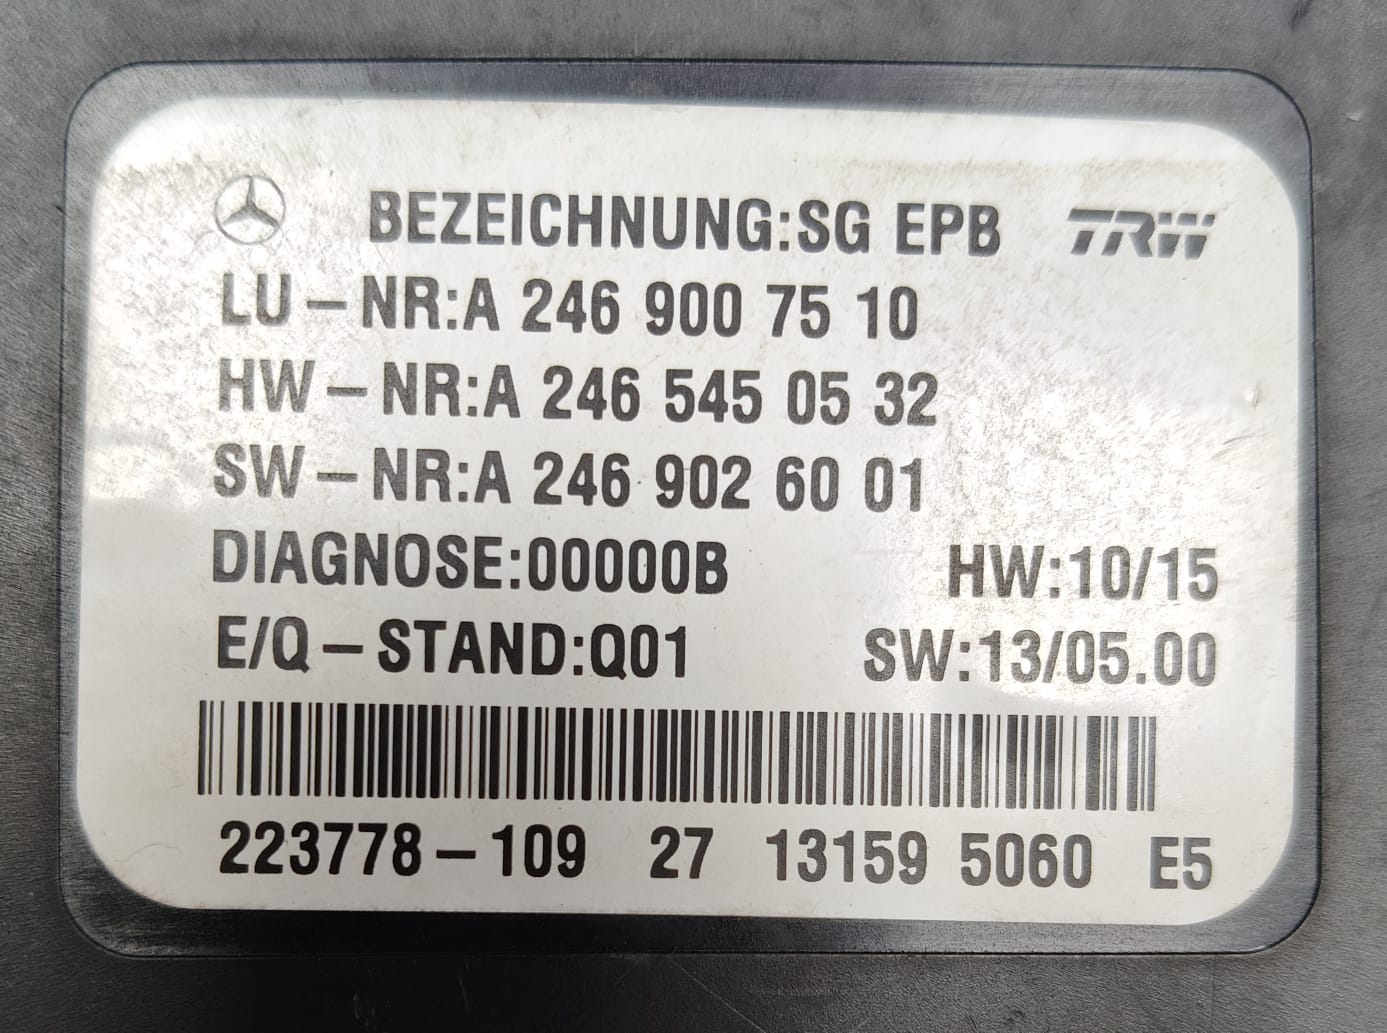 BEZEICHNUNG:SG EPB TRW
LU-NR:A 246 900 75 10
HW-NR:A 246 545 05 32
SW-NR:A 246 902 60 01
DIAGNOSE:00000B HW:10/15
E/Q-STAND:Q01 SW:13/05.00
223778-109 27 13159 5060 E5